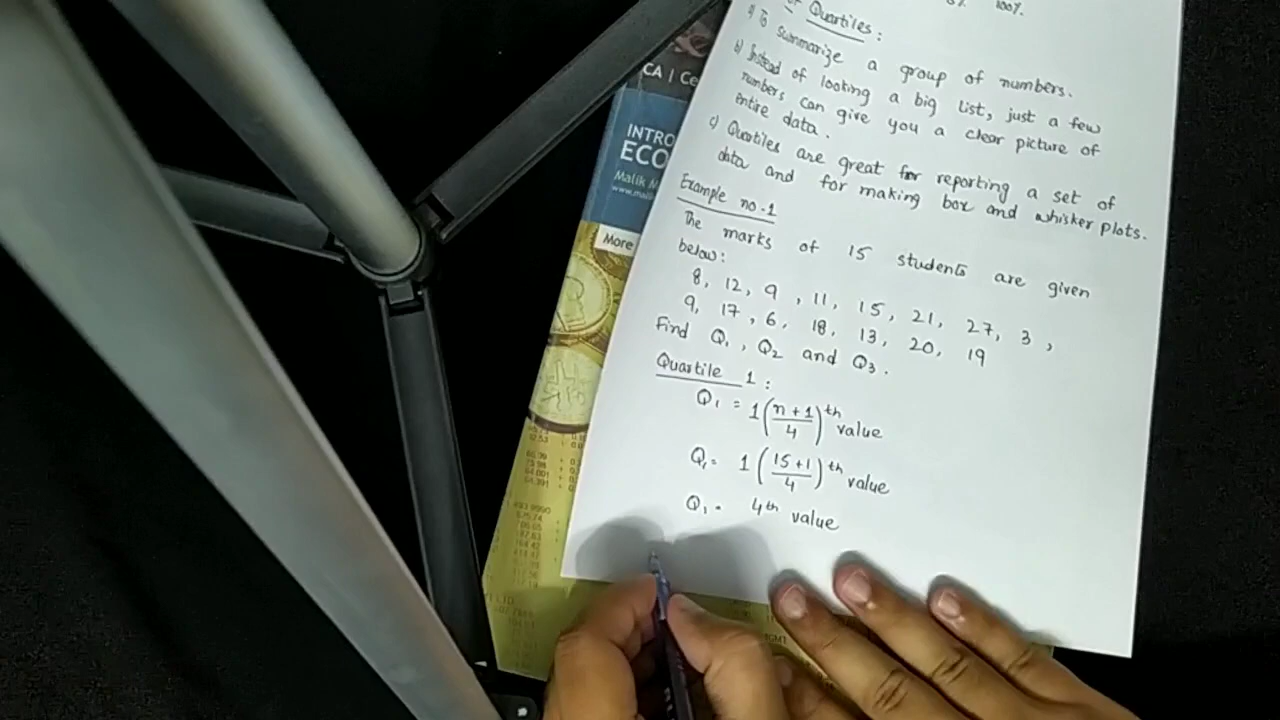 100%.
of Quartiles:
a) To summarize a group of numbers.
b) Instead of looking a big list, just a few
numbers can give you a clear picture of
entire data.
c) Quartiles are great for reporting a set of
data and for making box and whisker plots.
Example no.1
The marks of 15 students are given
below:
8, 12, 9, 11, 15, 21, 27, 3,
9, 17, 6, 18, 13, 20, 19
Find Q1, Q2 and Q3.
Quartile 1:
Q1 = 1(n+1/4)th value
Q1 = 1(15+1/4)th value
Q1 = 4th value
CA | Ce
INTRO
ECO
Malik M
More